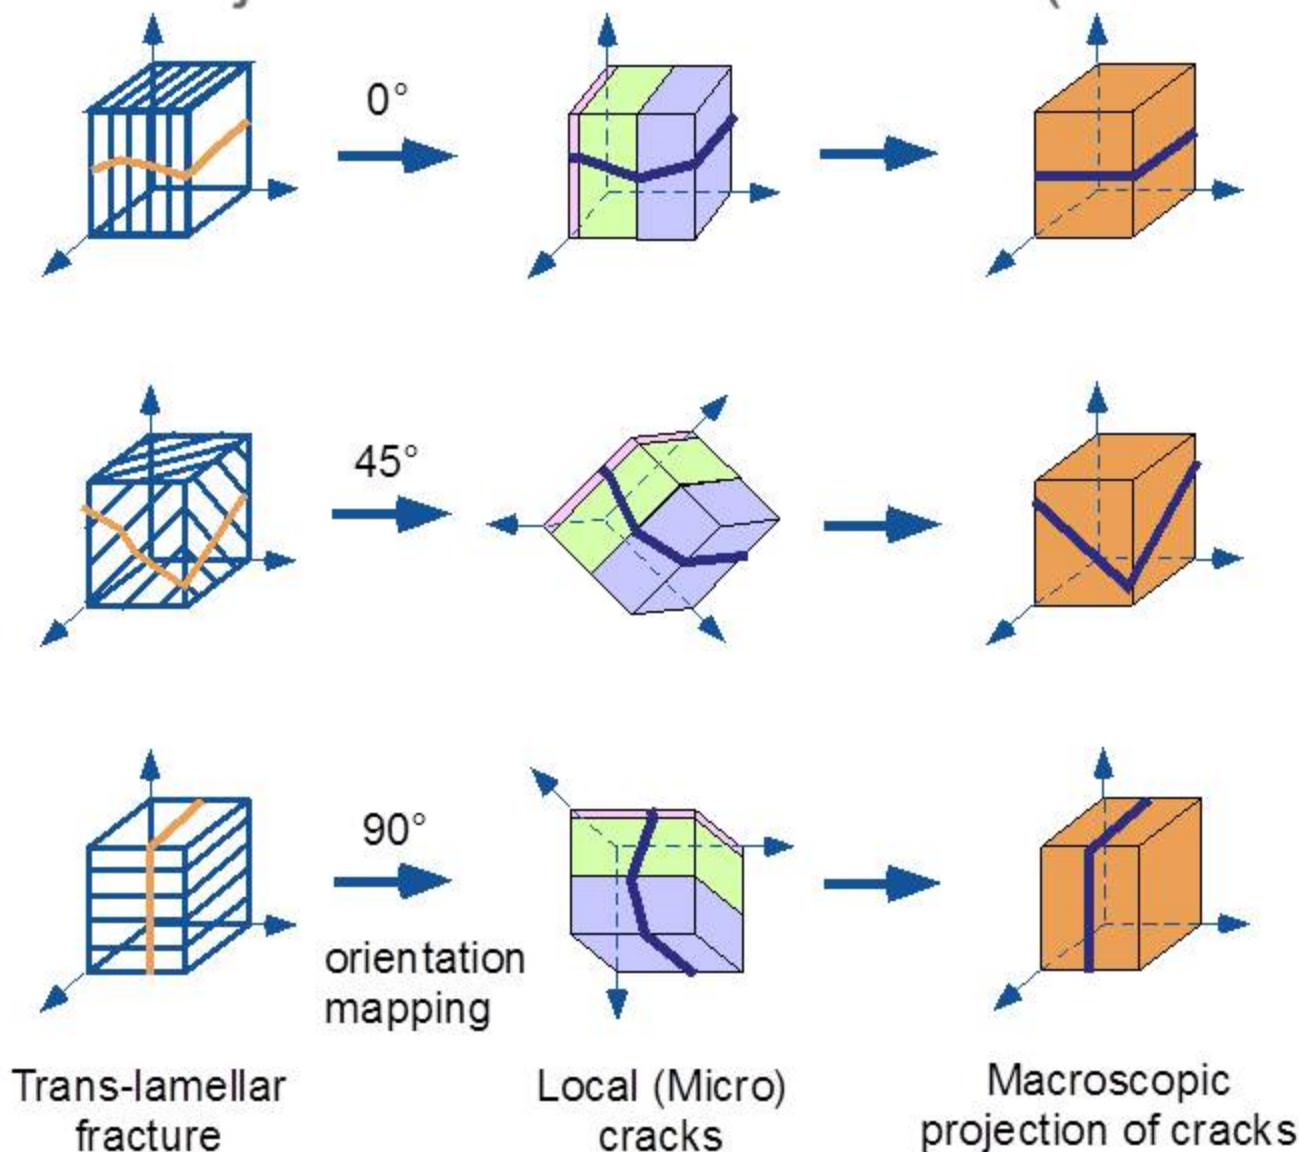 0°
45°
90°
orientation
mapping
Trans-lamellar
fracture
Local (Micro)
cracks
Macroscopic
projection of cracks